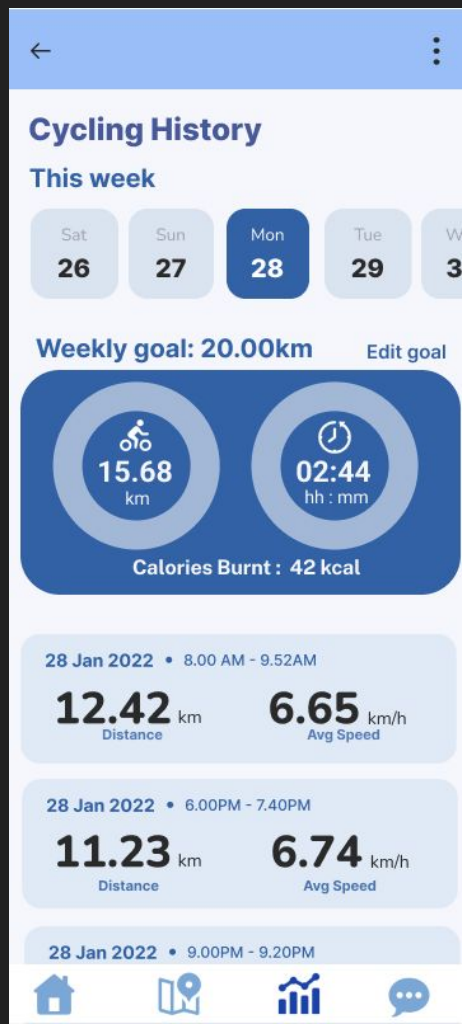 Cycling History
This week
Sat Sun Mon Tue W
26 27 28 29 3
Weekly goal: 20.00km Edit goal
15.68 02:44
km hh : mm
Calories Burnt : 42 kcal
28 Jan 2022 • 8.00 AM - 9.52AM
12.42 km 6.65 km/h
Distance Avg Speed
28 Jan 2022 • 6.00PM - 7.40PM
11.23 km 6.74 km/h
Distance Avg Speed
28 Jan 2022 • 9.00PM - 9.20PM